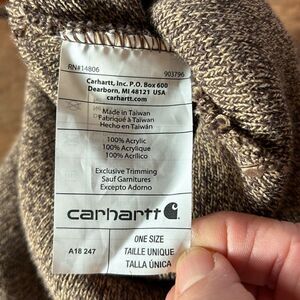 RN#14806 903796
Carhartt, Inc. P.O. Box 600
Dearborn, MI 48121 USA
carhartt.com
Made in Taiwan
Fabriqué à Taiwan
Hecho en Taiwán
100% Acrylic
100% Acrylique
100% Acrílico
Exclusive Trimming
Sauf Garnitures
Excepto Adorno
carhartt
A18 247
ONE SIZE
TAILLE UNIQUE
TALLA ÚNICA